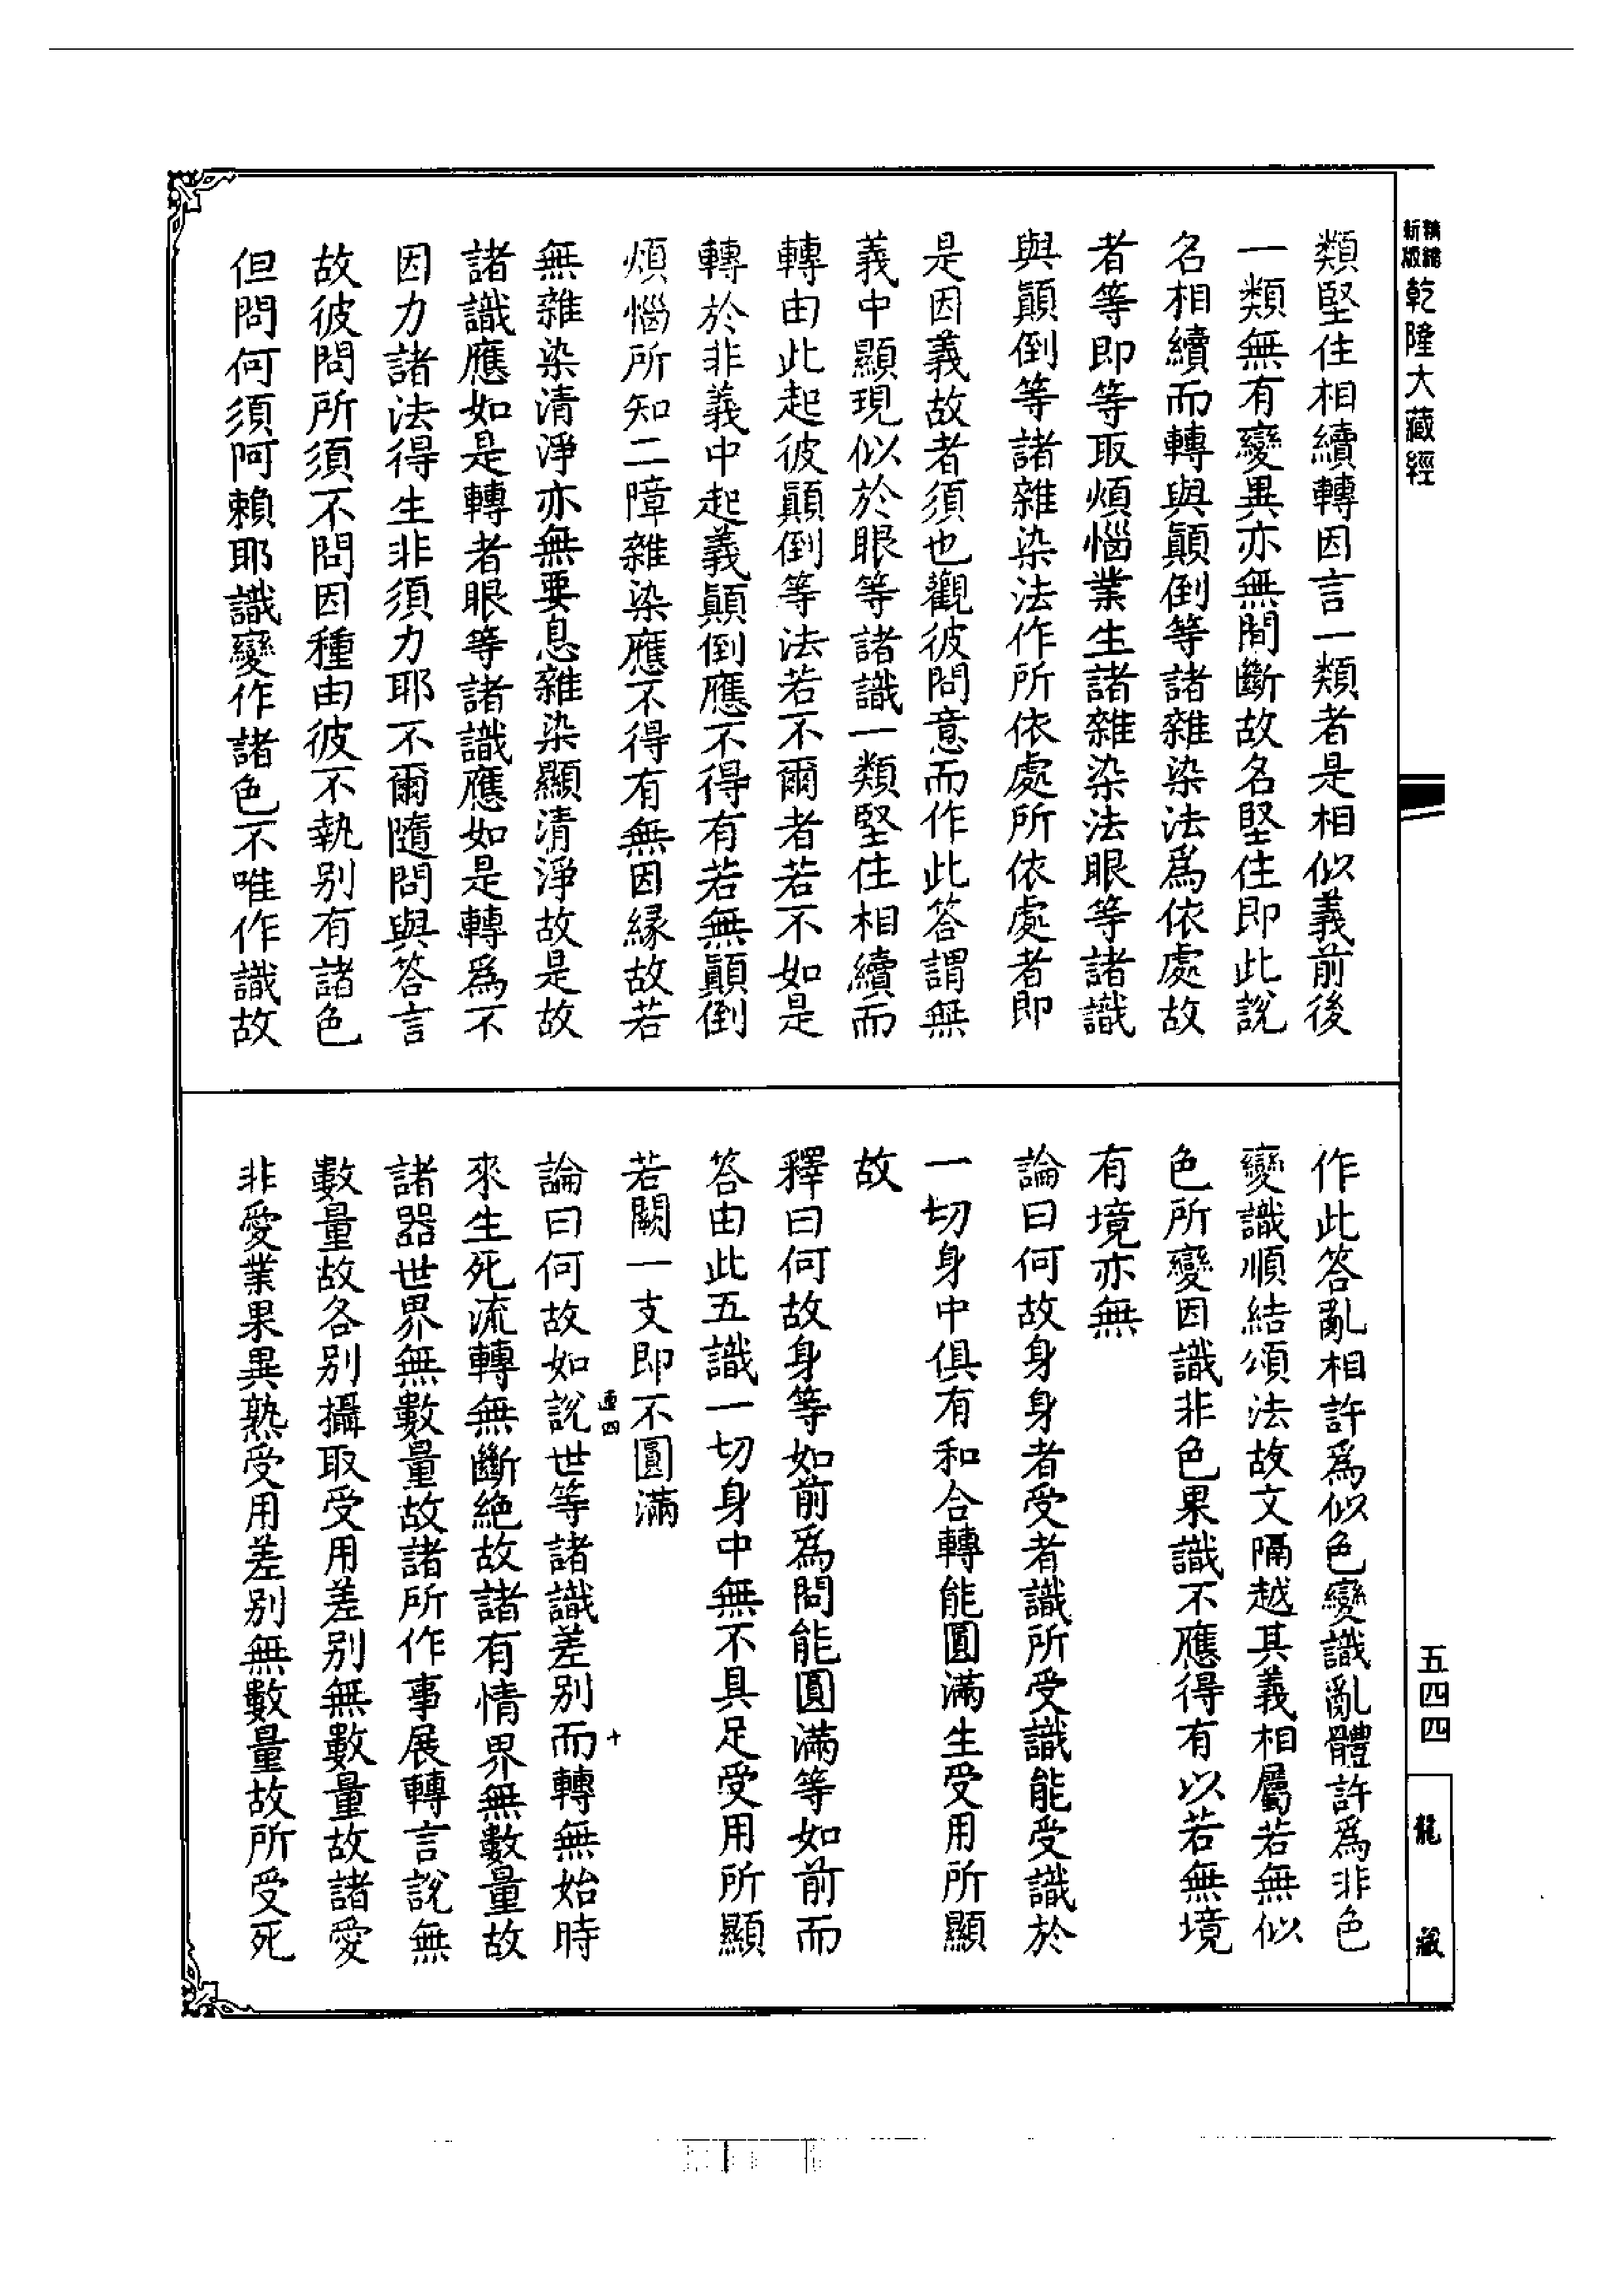 精縮新版乾隆大藏經
類堅住相續轉因言一類者是相似義前後
一類無有變異亦無間斷故名堅住即此說
名相續而轉與顛倒等諸雜染法為依處故
者等即等取煩惱業生諸雜染法眼等諸識
與顛倒等諸雜染法作所依處所依處者即
是因義故者須也觀彼問意而作此答謂無
義中顯現似於眼等諸識一類堅住相續而
轉由此起彼顛倒等法若不爾者若不如是
轉於非義中起義顛倒應不得有若無顛倒
煩惱所知二障雜染應不得有無因緣故若
無雜染清淨亦無要息雜染顯清淨故是故
諸識應如是轉者眼等諸識應如是轉為不
因力諸法得生非須力耶不爾隨問與答言
故彼問所須不問因種由彼不執別有諸色
但問何須阿賴耶識變作諸色不唯作識故
作此答亂相許為似色變識亂體許為非色
變識順結頌法故文隔越其義相屬若無似
色所變因識非色果識不應得有以若無境
有境亦無
論曰何故身身者受者識所受識能受識於
一切身中俱有和合轉能圓滿生受用所顯
故
釋曰何故身等如前為問能圓滿等如前而
答由此五識一切身中無不具足受用所顯
若闕一支即不圓滿
論曰何故如說世等諸識差別而轉無始時
來生死流轉無斷絕故諸有情界無數量故
諸器世界無數量故諸所作事展轉言說無
數量故各別攝取受用差別無數量故諸愛
非愛業果異熟受用差別無數量故所受死
五四四
龍藏